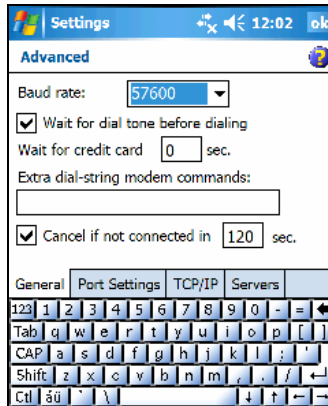 Settings 12:02 ok
Advanced
Baud rate: 57600
Wait for dial tone before dialing
Wait for credit card 0 sec.
Extra dial-string modem commands:
Cancel if not connected in 120 sec.
General Port Settings TCP/IP Servers
123 1 2 3 4 5 6 7 8 9 0 - =
Tab q w e r t y u i o p [ ]
CAP a s d f g h j k l ; '
Shift z x c v b n m , . /
Ctl áü ` \